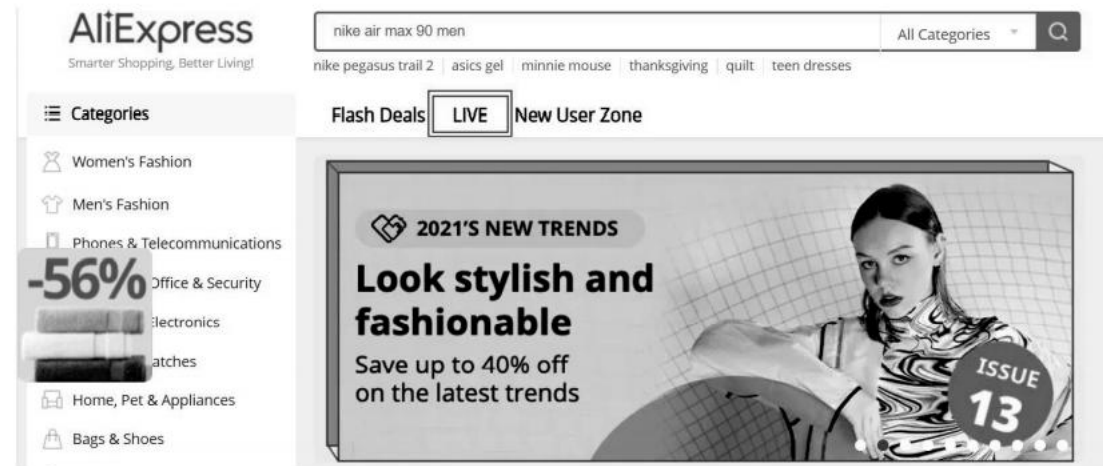 AliExpress
Smarter Shopping, Better Living!
nike air max 90 men
All Categories
nike pegasus trail 2 asics gel minnie mouse thanksgiving quilt teen dresses
Categories
Flash Deals LIVE New User Zone
Women's Fashion
Men's Fashion
Phones & Telecommunications
-56%
Office & Security
Electronics
Home, Pet & Appliances
Bags & Shoes
2021'S NEW TRENDS
Look stylish and
fashionable
Save up to 40% off
on the latest trends
ISSUE
13